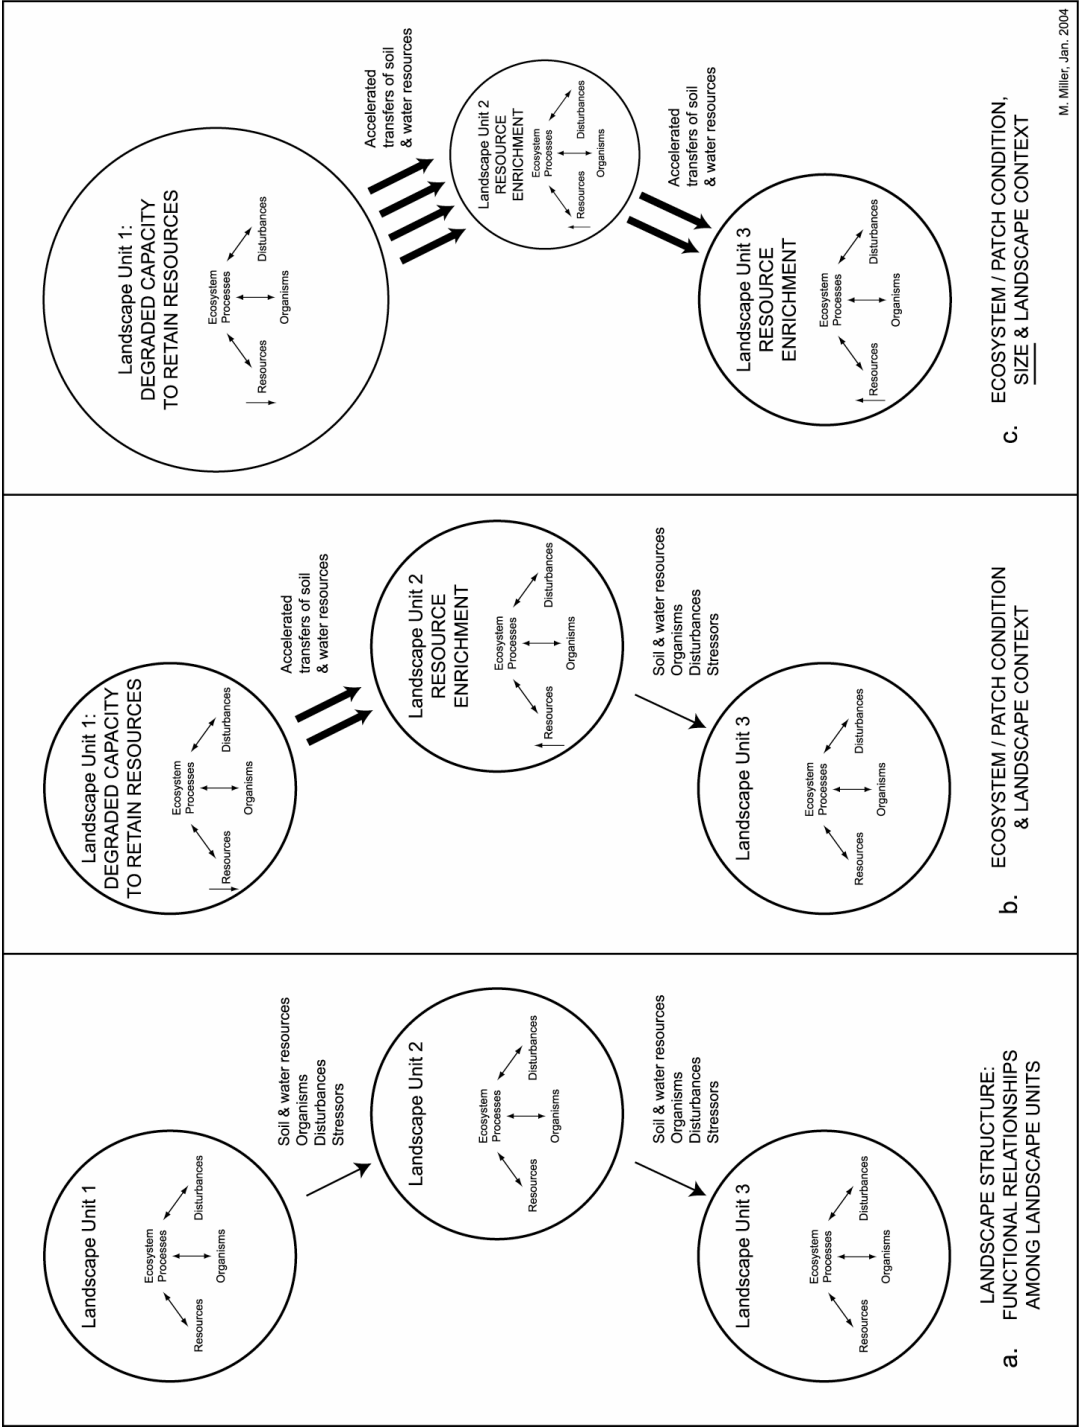 Landscape Unit 1
Ecosystem
Processes
Resources
Disturbances
Organisms
Soil & water resources
Organisms
Disturbances
Stressors
Landscape Unit 2
Ecosystem
Processes
Resources
Disturbances
Organisms
Soil & water resources
Organisms
Disturbances
Stressors
Landscape Unit 3
Ecosystem
Processes
Resources
Disturbances
Organisms
LANDSCAPE STRUCTURE:
a. FUNCTIONAL RELATIONSHIPS
AMONG LANDSCAPE UNITS
Landscape Unit 1:
DEGRADED CAPACITY
TO RETAIN RESOURCES
Ecosystem
Processes
Resources
Disturbances
Organisms
Accelerated
transfers of soil
& water resources
Landscape Unit 2
RESOURCE
ENRICHMENT
Ecosystem
Processes
Resources
Disturbances
Organisms
Soil & water resources
Organisms
Disturbances
Stressors
Landscape Unit 3
Ecosystem
Processes
Resources
Disturbances
Organisms
b. ECOSYSTEM / PATCH CONDITION
& LANDSCAPE CONTEXT
Landscape Unit 1:
DEGRADED CAPACITY
TO RETAIN RESOURCES
Ecosystem
Processes
Resources
Disturbances
Organisms
Accelerated
transfers of soil
& water resources
Landscape Unit 2
RESOURCE
ENRICHMENT
Ecosystem
Processes
Resources
Disturbances
Organisms
Accelerated
transfers of soil
& water resources
Landscape Unit 3
RESOURCE
ENRICHMENT
Ecosystem
Processes
Resources
Disturbances
Organisms
c. ECOSYSTEM / PATCH CONDITION,
SIZE & LANDSCAPE CONTEXT
M. Miller, Jan. 2004